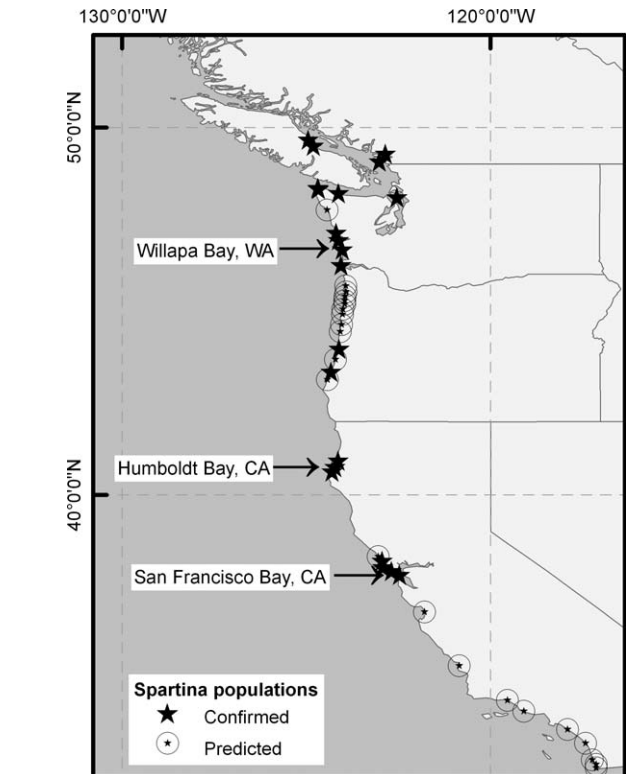 130°0'0"W 120°0'0"W
50°0'0"N
Willapa Bay, WA
Humboldt Bay, CA
40°0'0"N
San Francisco Bay, CA
Spartina populations
Confirmed
Predicted